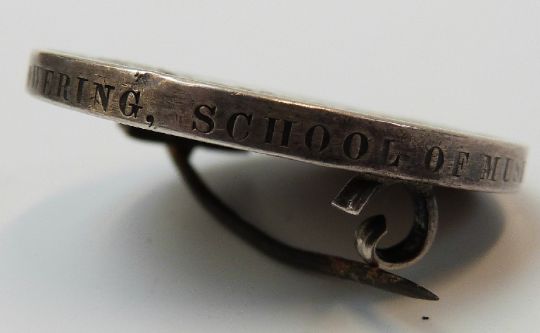 WERING, SCHOOL OF MUS